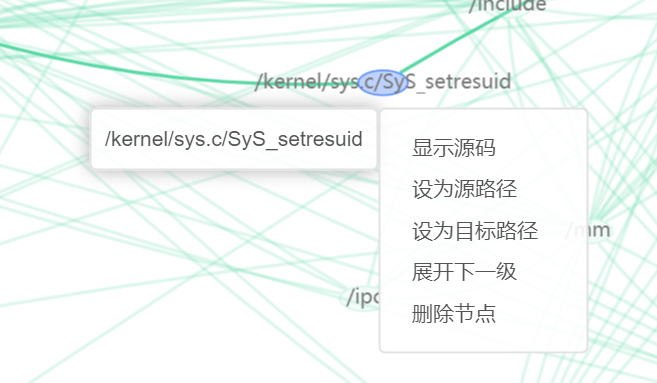 /include
/kernel/sys.c/SyS_setresuid
/kernel/sys.c/SyS_setresuid
显示源码
设为源路径
设为目标路径
/mm
展开下一级
/ipc
删除节点